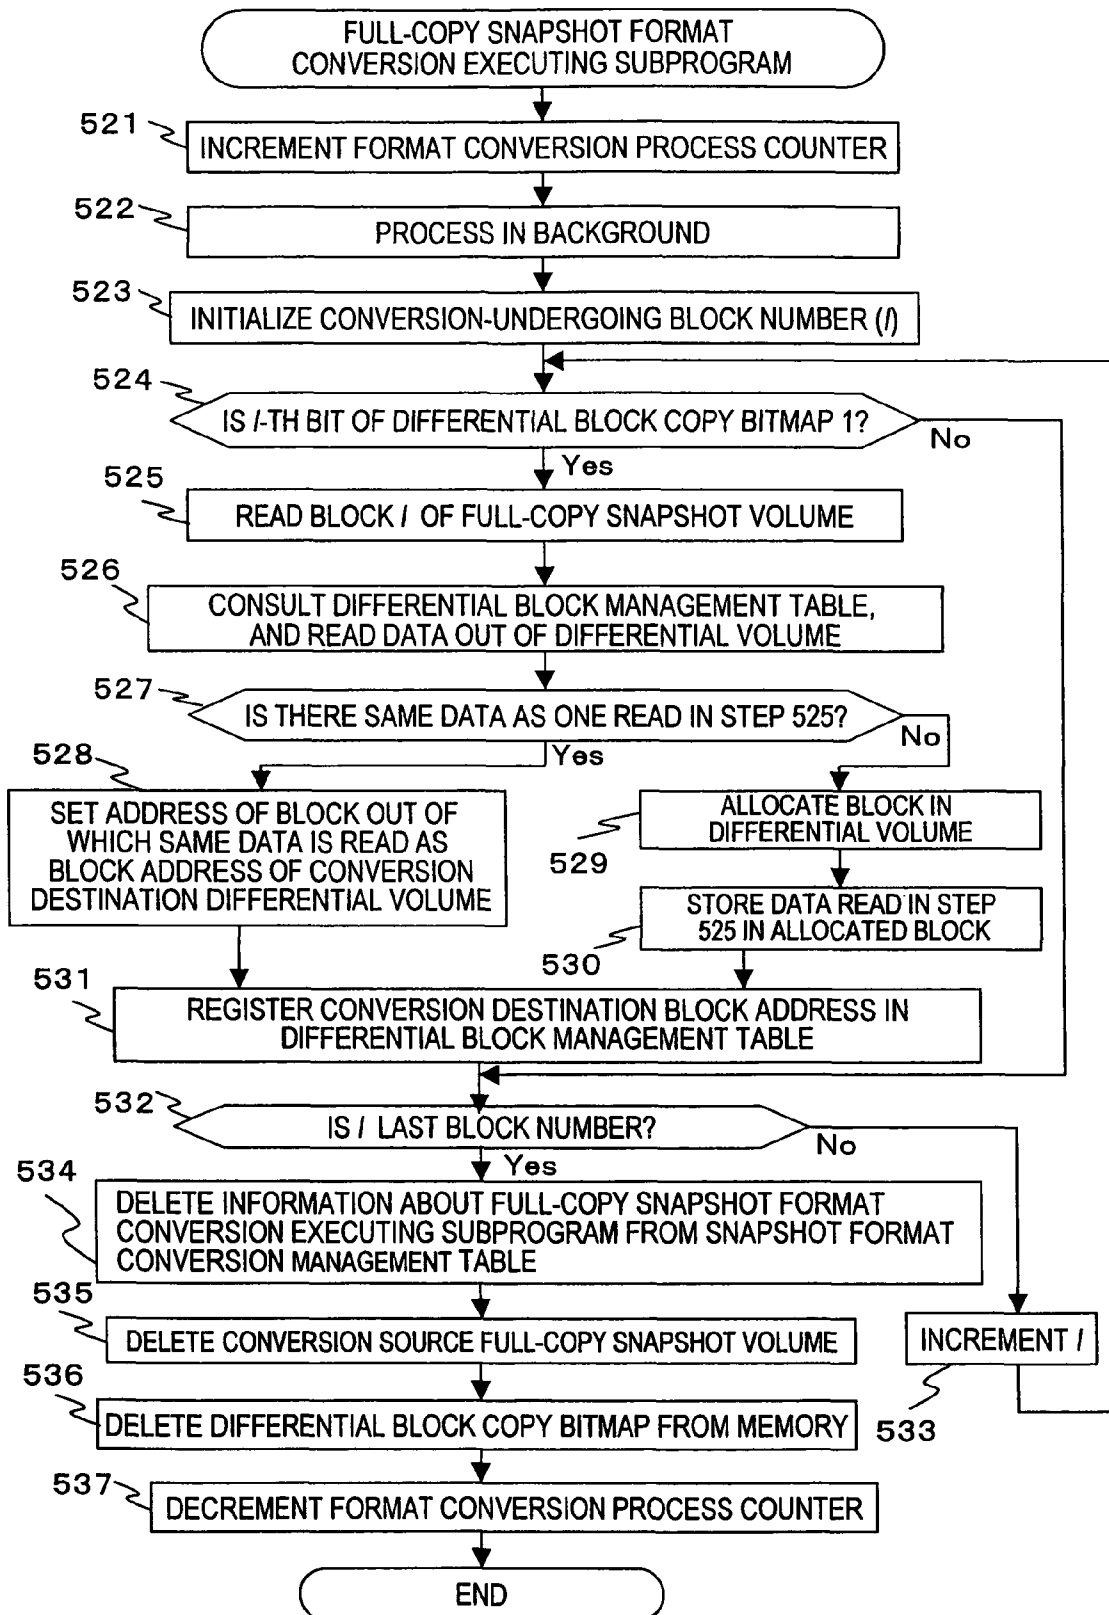 FULL-COPY SNAPSHOT FORMAT
CONVERSION EXECUTING SUBPROGRAM
521
INCREMENT FORMAT CONVERSION PROCESS COUNTER
522
PROCESS IN BACKGROUND
523
INITIALIZE CONVERSION-UNDERGOING BLOCK NUMBER (I)
524
IS I-TH BIT OF DIFFERENTIAL BLOCK COPY BITMAP 1?
No
Yes
525
READ BLOCK I OF FULL-COPY SNAPSHOT VOLUME
526
CONSULT DIFFERENTIAL BLOCK MANAGEMENT TABLE,
AND READ DATA OUT OF DIFFERENTIAL VOLUME
527
IS THERE SAME DATA AS ONE READ IN STEP 525?
No
Yes
528
SET ADDRESS OF BLOCK OUT OF
WHICH SAME DATA IS READ AS
BLOCK ADDRESS OF CONVERSION
DESTINATION DIFFERENTIAL VOLUME
ALLOCATE BLOCK IN
DIFFERENTIAL VOLUME
529
STORE DATA READ IN STEP
525 IN ALLOCATED BLOCK
530
531
REGISTER CONVERSION DESTINATION BLOCK ADDRESS IN
DIFFERENTIAL BLOCK MANAGEMENT TABLE
532
IS I LAST BLOCK NUMBER?
No
Yes
534
DELETE INFORMATION ABOUT FULL-COPY SNAPSHOT FORMAT
CONVERSION EXECUTING SUBPROGRAM FROM SNAPSHOT FORMAT
CONVERSION MANAGEMENT TABLE
535
DELETE CONVERSION SOURCE FULL-COPY SNAPSHOT VOLUME
INCREMENT I
533
536
DELETE DIFFERENTIAL BLOCK COPY BITMAP FROM MEMORY
537
DECREMENT FORMAT CONVERSION PROCESS COUNTER
END